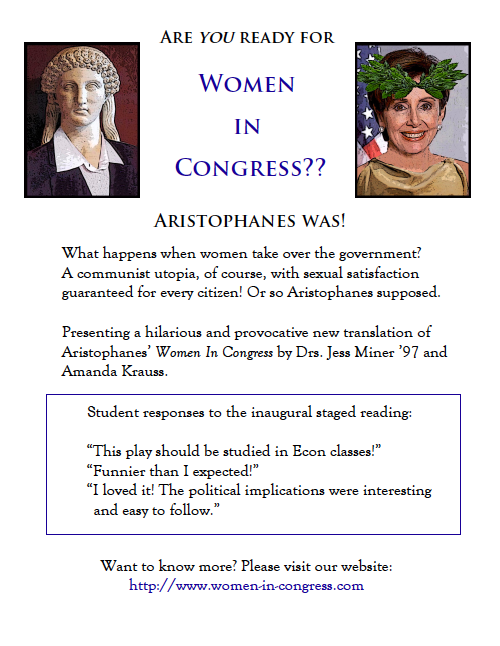 Are YOU ready for
Women
in
Congress??
Aristophanes was!
What happens when women take over the government?
A communist utopia, of course, with sexual satisfaction
guaranteed for every citizen! Or so Aristophanes supposed.
Presenting a hilarious and provocative new translation of
Aristophanes’ Women In Congress by Drs. Jess Miner ’97 and
Amanda Krauss.
Student responses to the inaugural staged reading:
“This play should be studied in Econ classes!”
“Funnier than I expected!”
“I loved it! The political implications were interesting
and easy to follow.”
Want to know more? Please visit our website:
http://www.women-in-congress.com